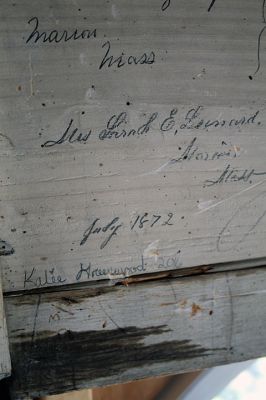 Marion
Mass
Mrs Sarah E. Leonard.
Marion
Mass.
July 1872
Katie